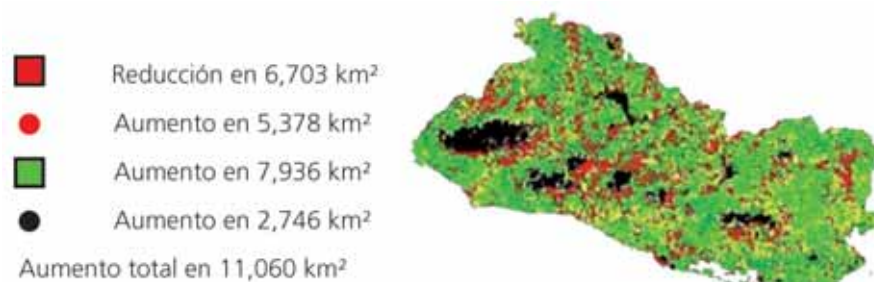 Reducción en 6,703 km²
Aumento en 5,378 km²
Aumento en 7,936 km²
Aumento en 2,746 km²
Aumento total en 11,060 km²